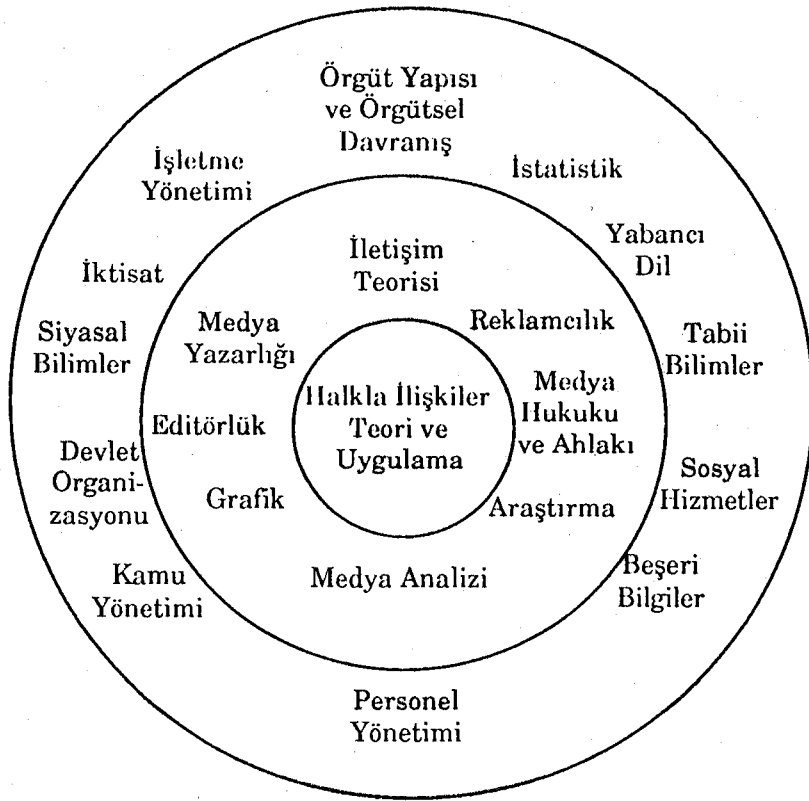 Örgüt Yapısı
ve Örgütsel
Davranış
İşletme
Yönetimi
İstatistik
Yabancı
Dil
İktisat
İletişim
Teorisi
Siyasal
Bilimler
Medya
Yazarlığı
Reklamcılık
Tabii
Bilimler
Halkla İlişkiler
Teori ve
Uygulama
Medya
Hukuku
ve Ahlakı
Editörlük
Devlet
Organi-
zasyonu
Grafik
Araştırma
Sosyal
Hizmetler
Kamu
Yönetimi
Medya Analizi
Beşeri
Bilgiler
Personel
Yönetimi